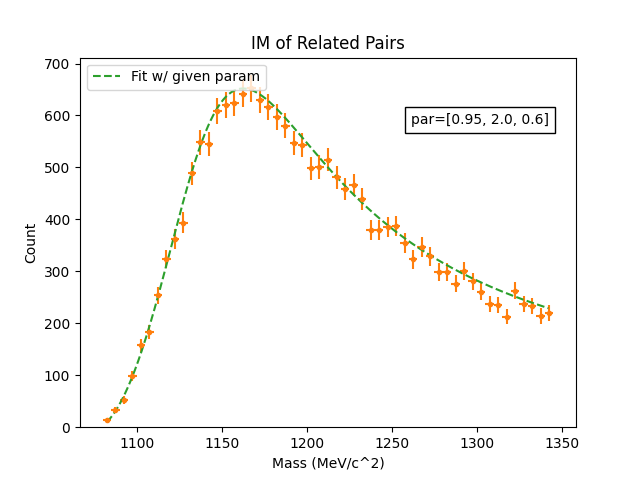 IM of Related Pairs
700
600
500
400
300
200
100
0
Count
Fit w/ given param
par=[0.95, 2.0, 0.6]
1100 1150 1200 1250 1300 1350
Mass (MeV/c^2)